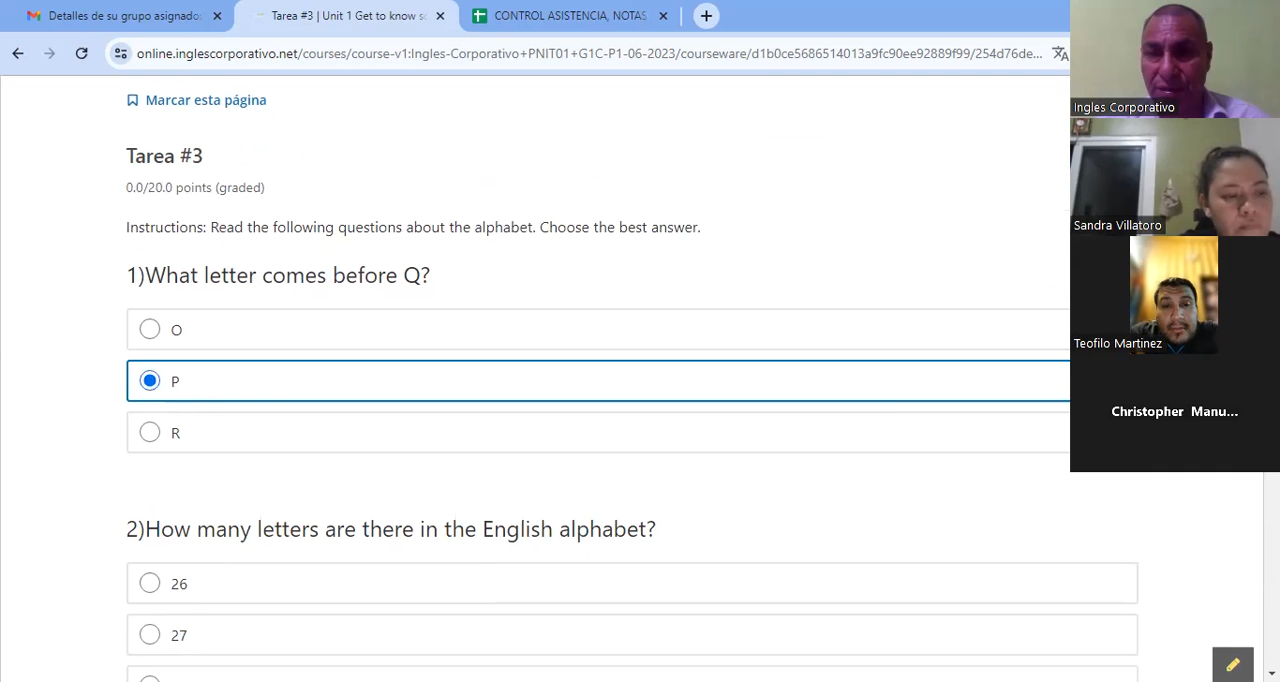 Detalles de su grupo asignado:
Tarea #3 | Unit 1 Get to know so
CONTROL ASISTENCIA, NOTAS
online.inglescorporativo.net/courses/course-v1:Ingles-Corporativo+PNIT01+G1C-P1-06-2023/courseware/d1b0ce5686514013a9fc90ee92889f99/254d76de...
Marcar esta página
Tarea #3
0.0/20.0 points (graded)
Instructions: Read the following questions about the alphabet. Choose the best answer.
1)What letter comes before Q?
O
P
R
2)How many letters are there in the English alphabet?
26
27
Ingles Corporativo
Sandra Villatoro
Teofilo Martinez
Christopher Manu...